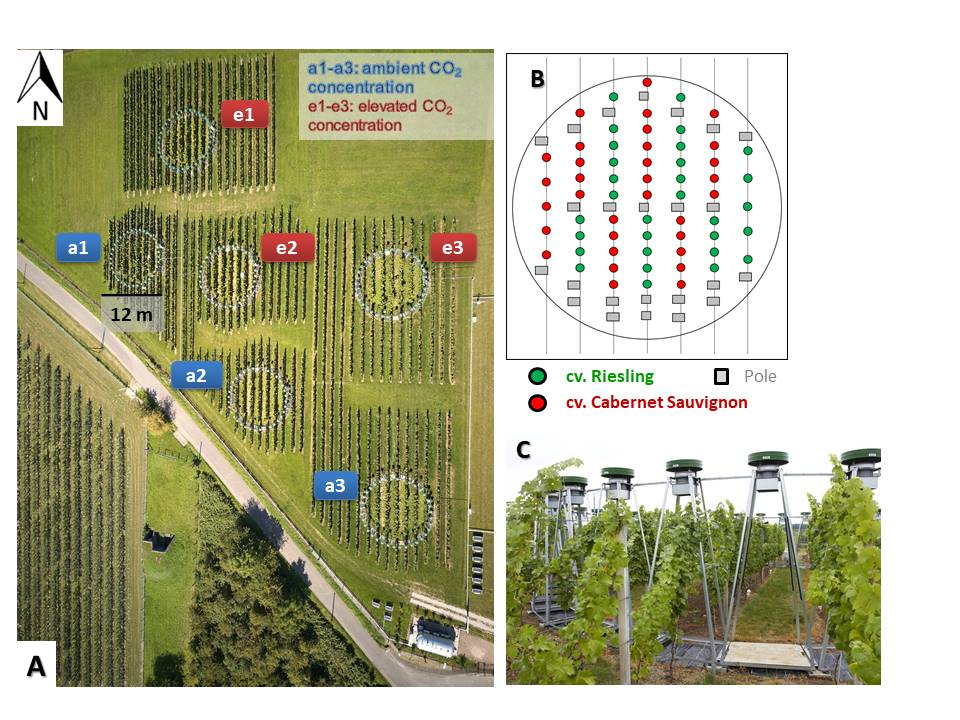 N
a1-a3: ambient CO₂
concentration
e1-e3: elevated CO₂
concentration
e1
a1
e2
e3
12 m
a2
a3
A
B
cv. Riesling
Pole
cv. Cabernet Sauvignon
C